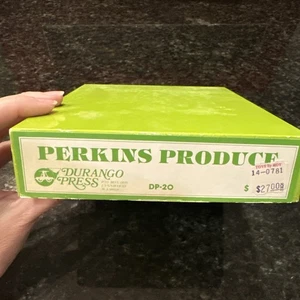 PERKINS PRODUCE
14-0761
DURANGO
PRESS
DP-20
$
$27.00